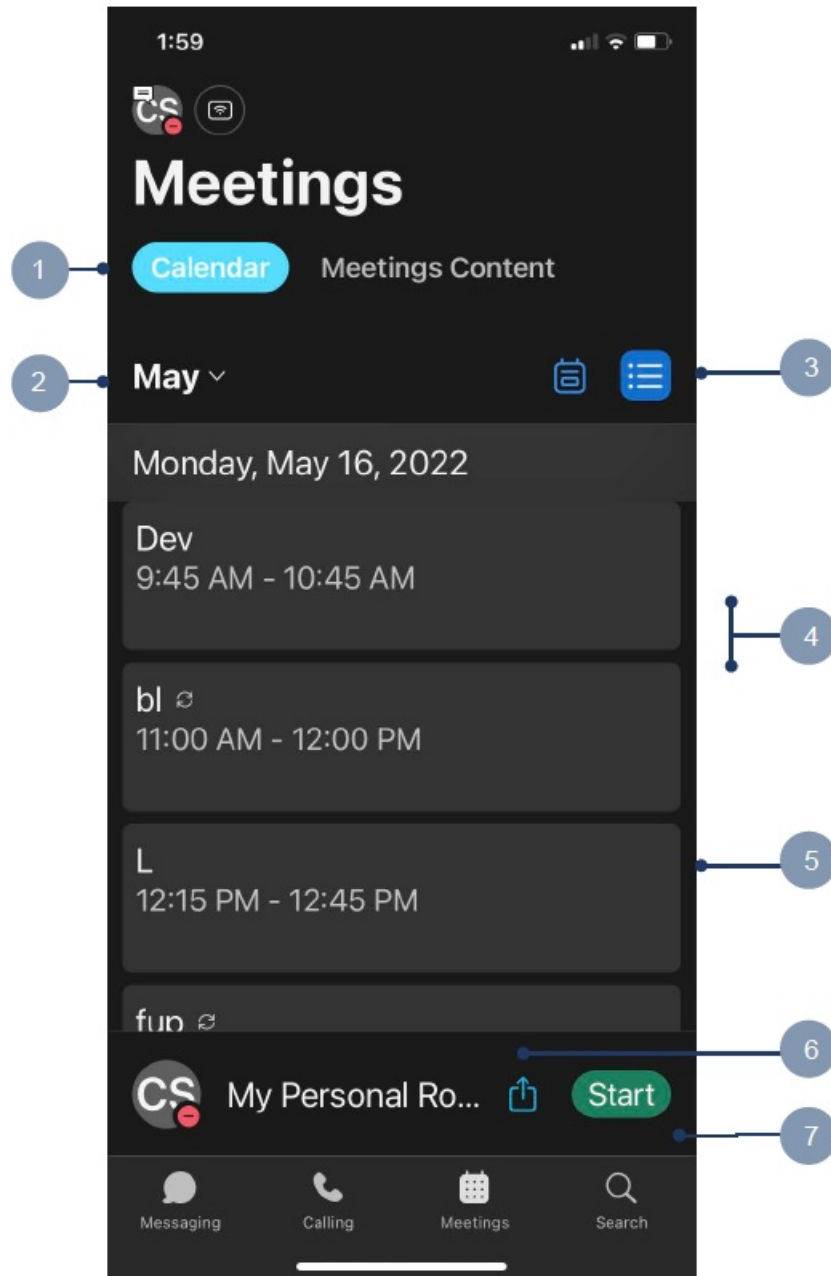 1:59
CS
Meetings
1
Calendar Meetings Content
2
May
3
Monday, May 16, 2022
Dev
9:45 AM - 10:45 AM
4
bl
11:00 AM - 12:00 PM
L
5
12:15 PM - 12:45 PM
fup
6
CS My Personal Ro... Start
7
Messaging Calling Meetings Search